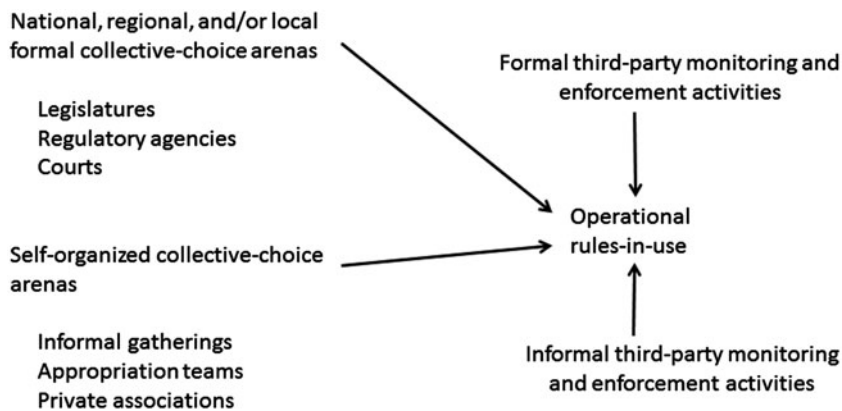 National, regional, and/or local
formal collective-choice arenas
Legislatures
Regulatory agencies
Courts
Self-organized collective-choice
arenas
Informal gatherings
Appropriation teams
Private associations
Formal third-party monitoring and
enforcement activities
Operational
rules-in-use
Informal third-party monitoring
and enforcement activities